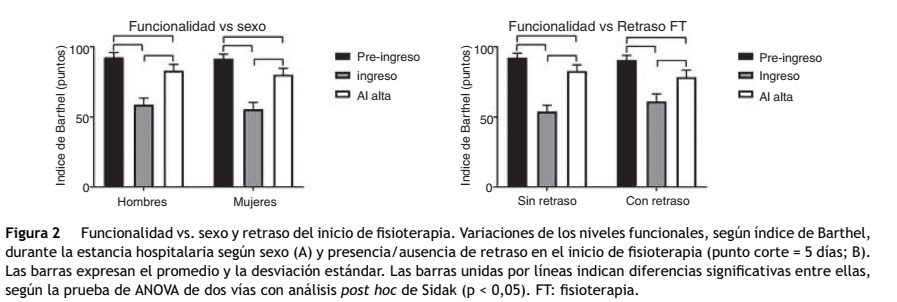 Funcionalidad vs sexo
Indice de Barthel (puntos)
100
50
0
Hombres
Mujeres
Pre-ingreso
ingreso
Al alta
Funcionalidad vs Retraso FT
Indice de Barthel (puntos)
100
50
0
Sin retraso
Con retraso
Pre-ingreso
Ingreso
Al alta
Figura 2 Funcionalidad vs. sexo y retraso del inicio de fisioterapia. Variaciones de los niveles funcionales, según índice de Barthel,
durante la estancia hospitalaria según sexo (A) y presencia/ausencia de retraso en el inicio de fisioterapia (punto corte = 5 días; B).
Las barras expresan el promedio y la desviación estándar. Las barras unidas por líneas indican diferencias significativas entre ellas,
según la prueba de ANOVA de dos vías con análisis post hoc de Sidak (p < 0,05). FT: fisioterapia.